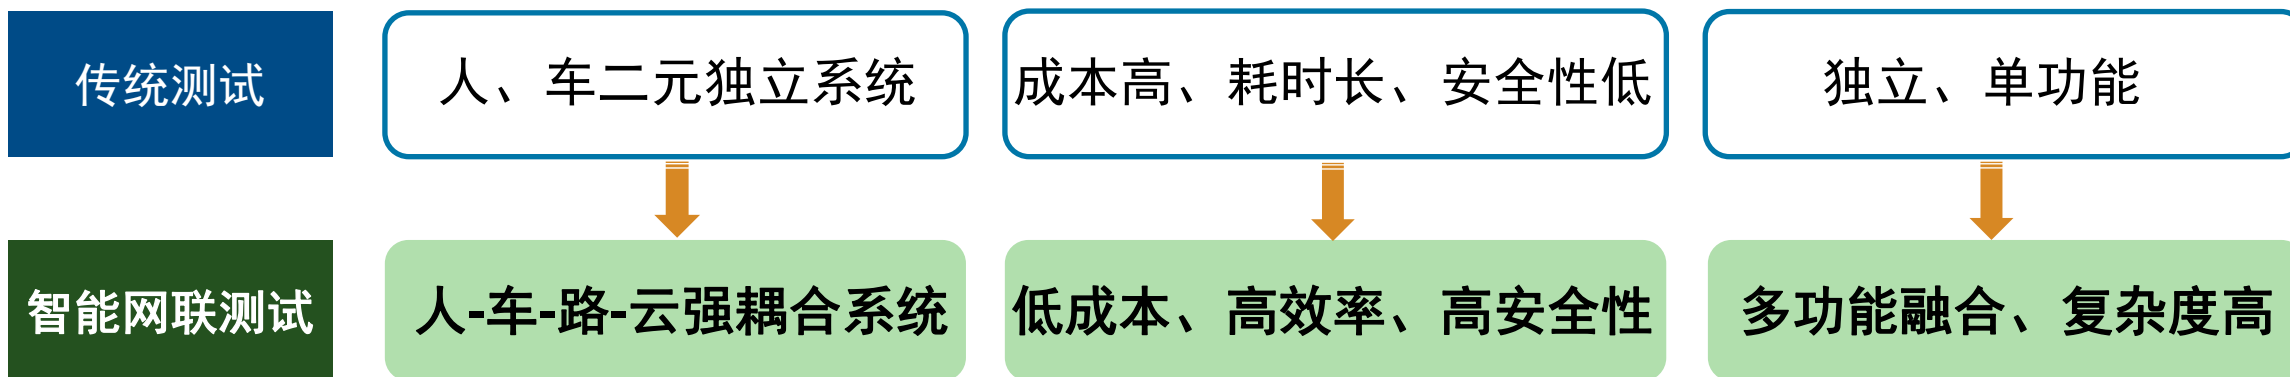 传统测试
人、车二元独立系统
成本高、耗时长、安全性低
独立、单功能
智能网联测试
人-车-路-云强耦合系统
低成本、高效率、高安全性
多功能融合、复杂度高